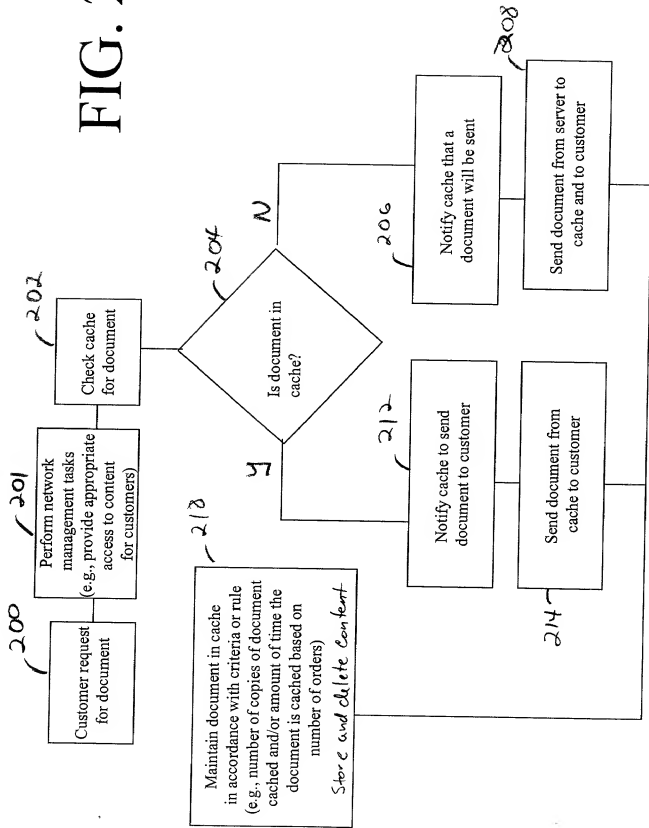 FIG. 2
200
Customer request
for document
201
Perform network
management tasks
(e.g., provide appropriate
access to content
for customers)
202
Check cache
for document
204
Is document in
cache?
Y
N
218
Maintain document in cache
in accordance with criteria or rule
(e.g., number of copies of document
cached and/or amount of time the
document is cached based on
number of orders)
Store and delete content
212
Notify cache to send
document to customer
214
Send document from
cache to customer
206
Notify cache that a
document will be sent
208
Send document from server to
cache and to customer